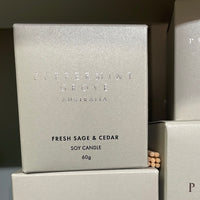 PEPPERMINT
GROVE
AUSTRALIA
FRESH SAGE & CEDAR
SOY CANDLE
60g
P
P